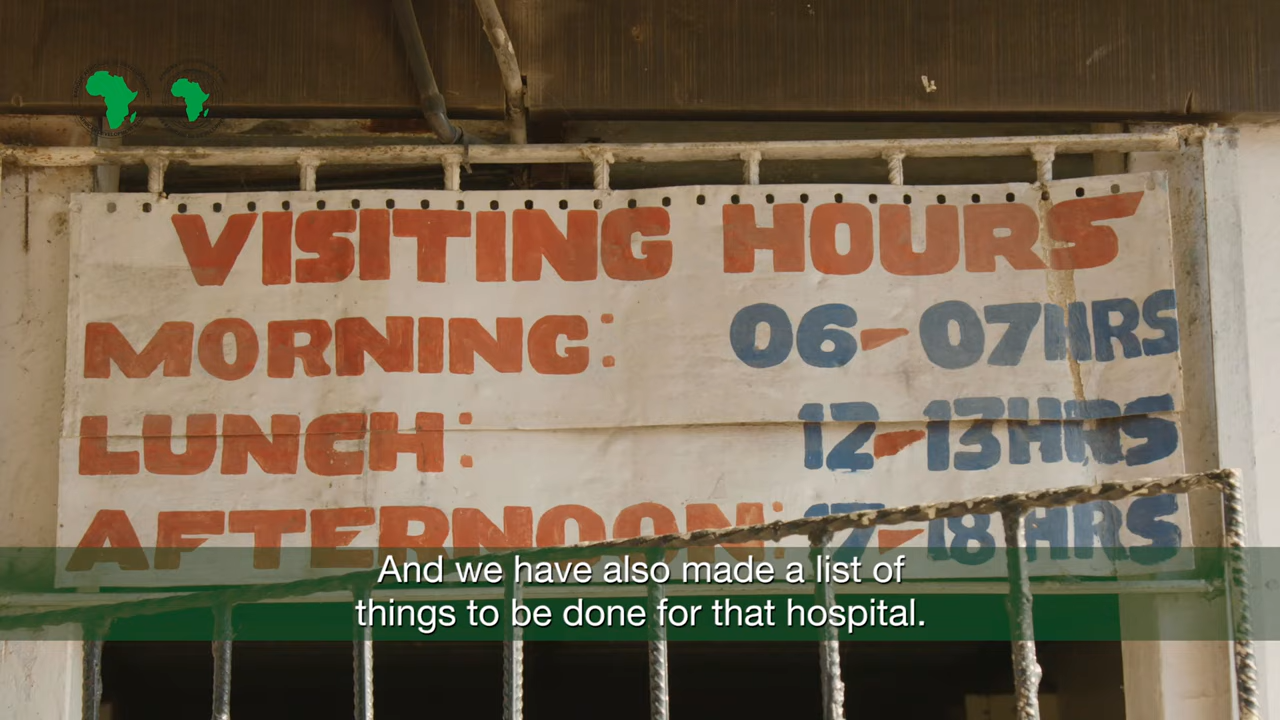 VISITING HOURS
MORNING: 06-07HRS
LUNCH: 12-13HRS
AFTERNOON: 17-18HRS
And we have also made a list of
things to be done for that hospital.